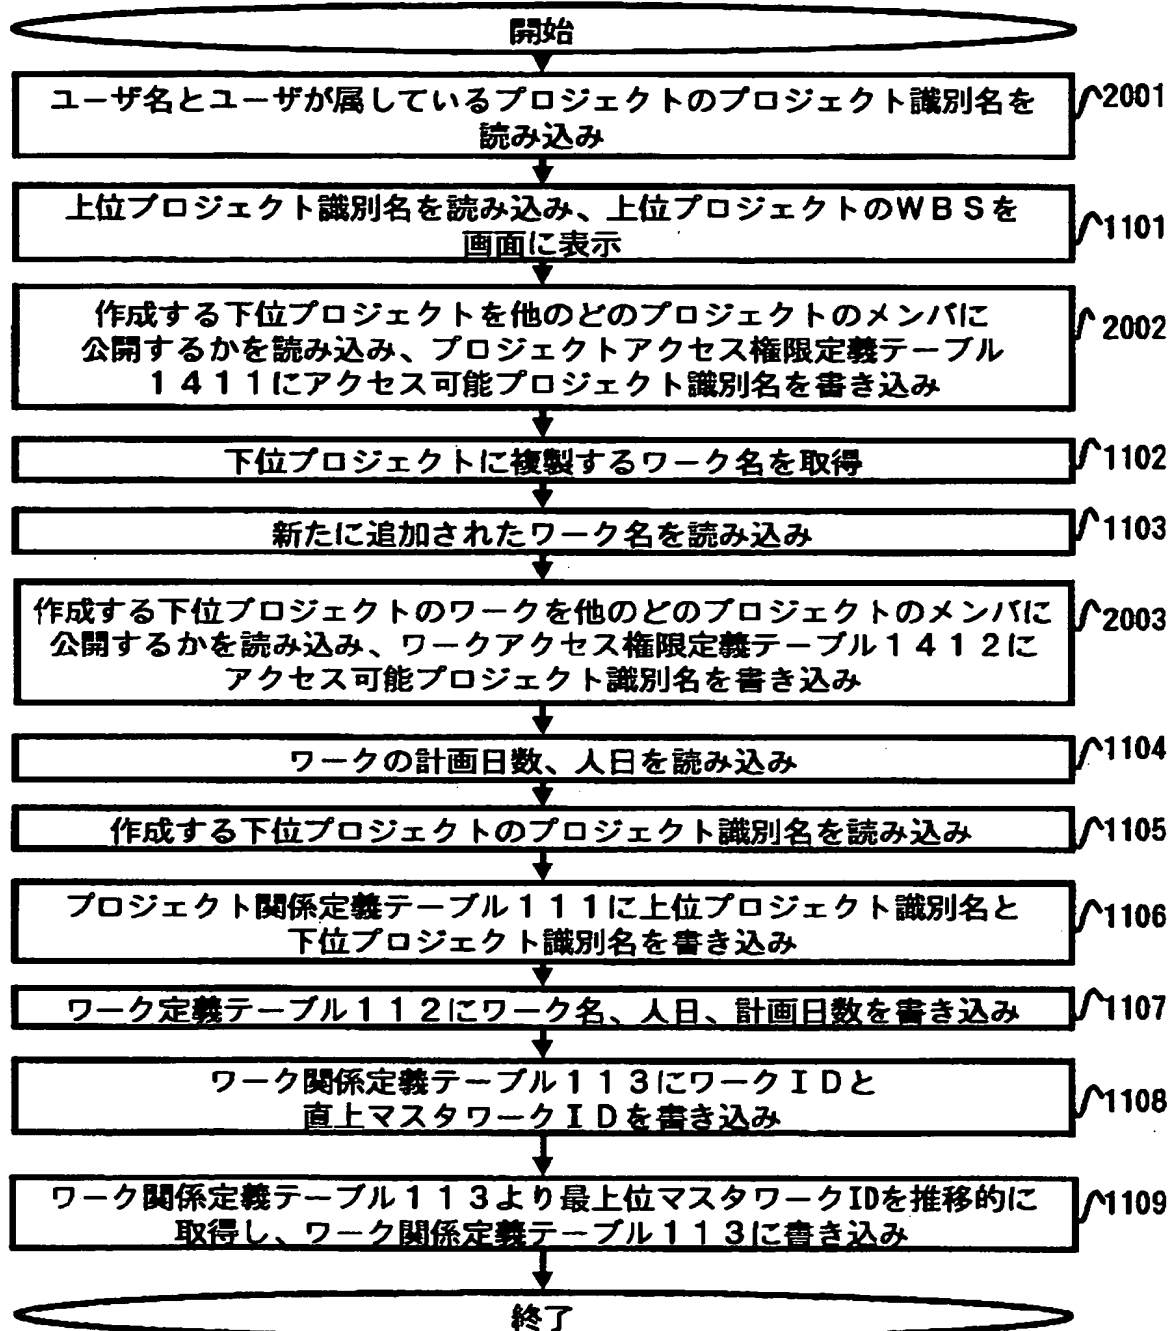 開始
ユーザ名とユーザが属しているプロジェクトのプロジェクト識別名を
読み込み
2001
上位プロジェクト識別名を読み込み、上位プロジェクトのWBSを
画面に表示
1101
作成する下位プロジェクトを他のどのプロジェクトのメンバに
公開するかを読み込み、プロジェクトアクセス権限定義テーブル
1411にアクセス可能プロジェクト識別名を書き込み
2002
下位プロジェクトに複製するワーク名を取得
1102
新たに追加されたワーク名を読み込み
1103
作成する下位プロジェクトのワークを他のどのプロジェクトのメンバに
公開するかを読み込み、ワークアクセス権限定義テーブル1412に
アクセス可能プロジェクト識別名を書き込み
2003
ワークの計画日数、人日を読み込み
1104
作成する下位プロジェクトのプロジェクト識別名を読み込み
1105
プロジェクト関係定義テーブル111に上位プロジェクト識別名と
下位プロジェクト識別名を書き込み
1106
ワーク定義テーブル112にワーク名、人日、計画日数を書き込み
1107
ワーク関係定義テーブル113にワークIDと
直上マスタワークIDを書き込み
1108
ワーク関係定義テーブル113より最上位マスタワークIDを推移的に
取得し、ワーク関係定義テーブル113に書き込み
1109
終了